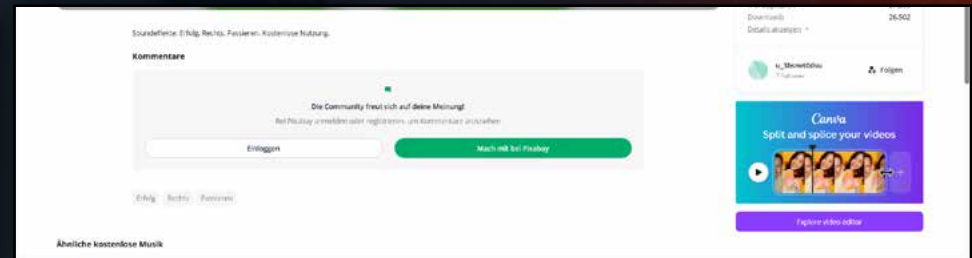 Downloads 26.502
Details anzeigen
Soundeffekte: Erfolg, Rechts, Passieren. Kostenlose Nutzung.
Kommentare
Folgen
7 Follower
Die Community freut sich auf deine Meinung!
Bei Pixabay anmelden oder registrieren, um Kommentare anzusehen
Einloggen
Mach mit bei Pixabay
Canva
Split and splice your videos
Erfolg Rechts Passieren
Explore video editor
Ähnliche kostenlose Musik